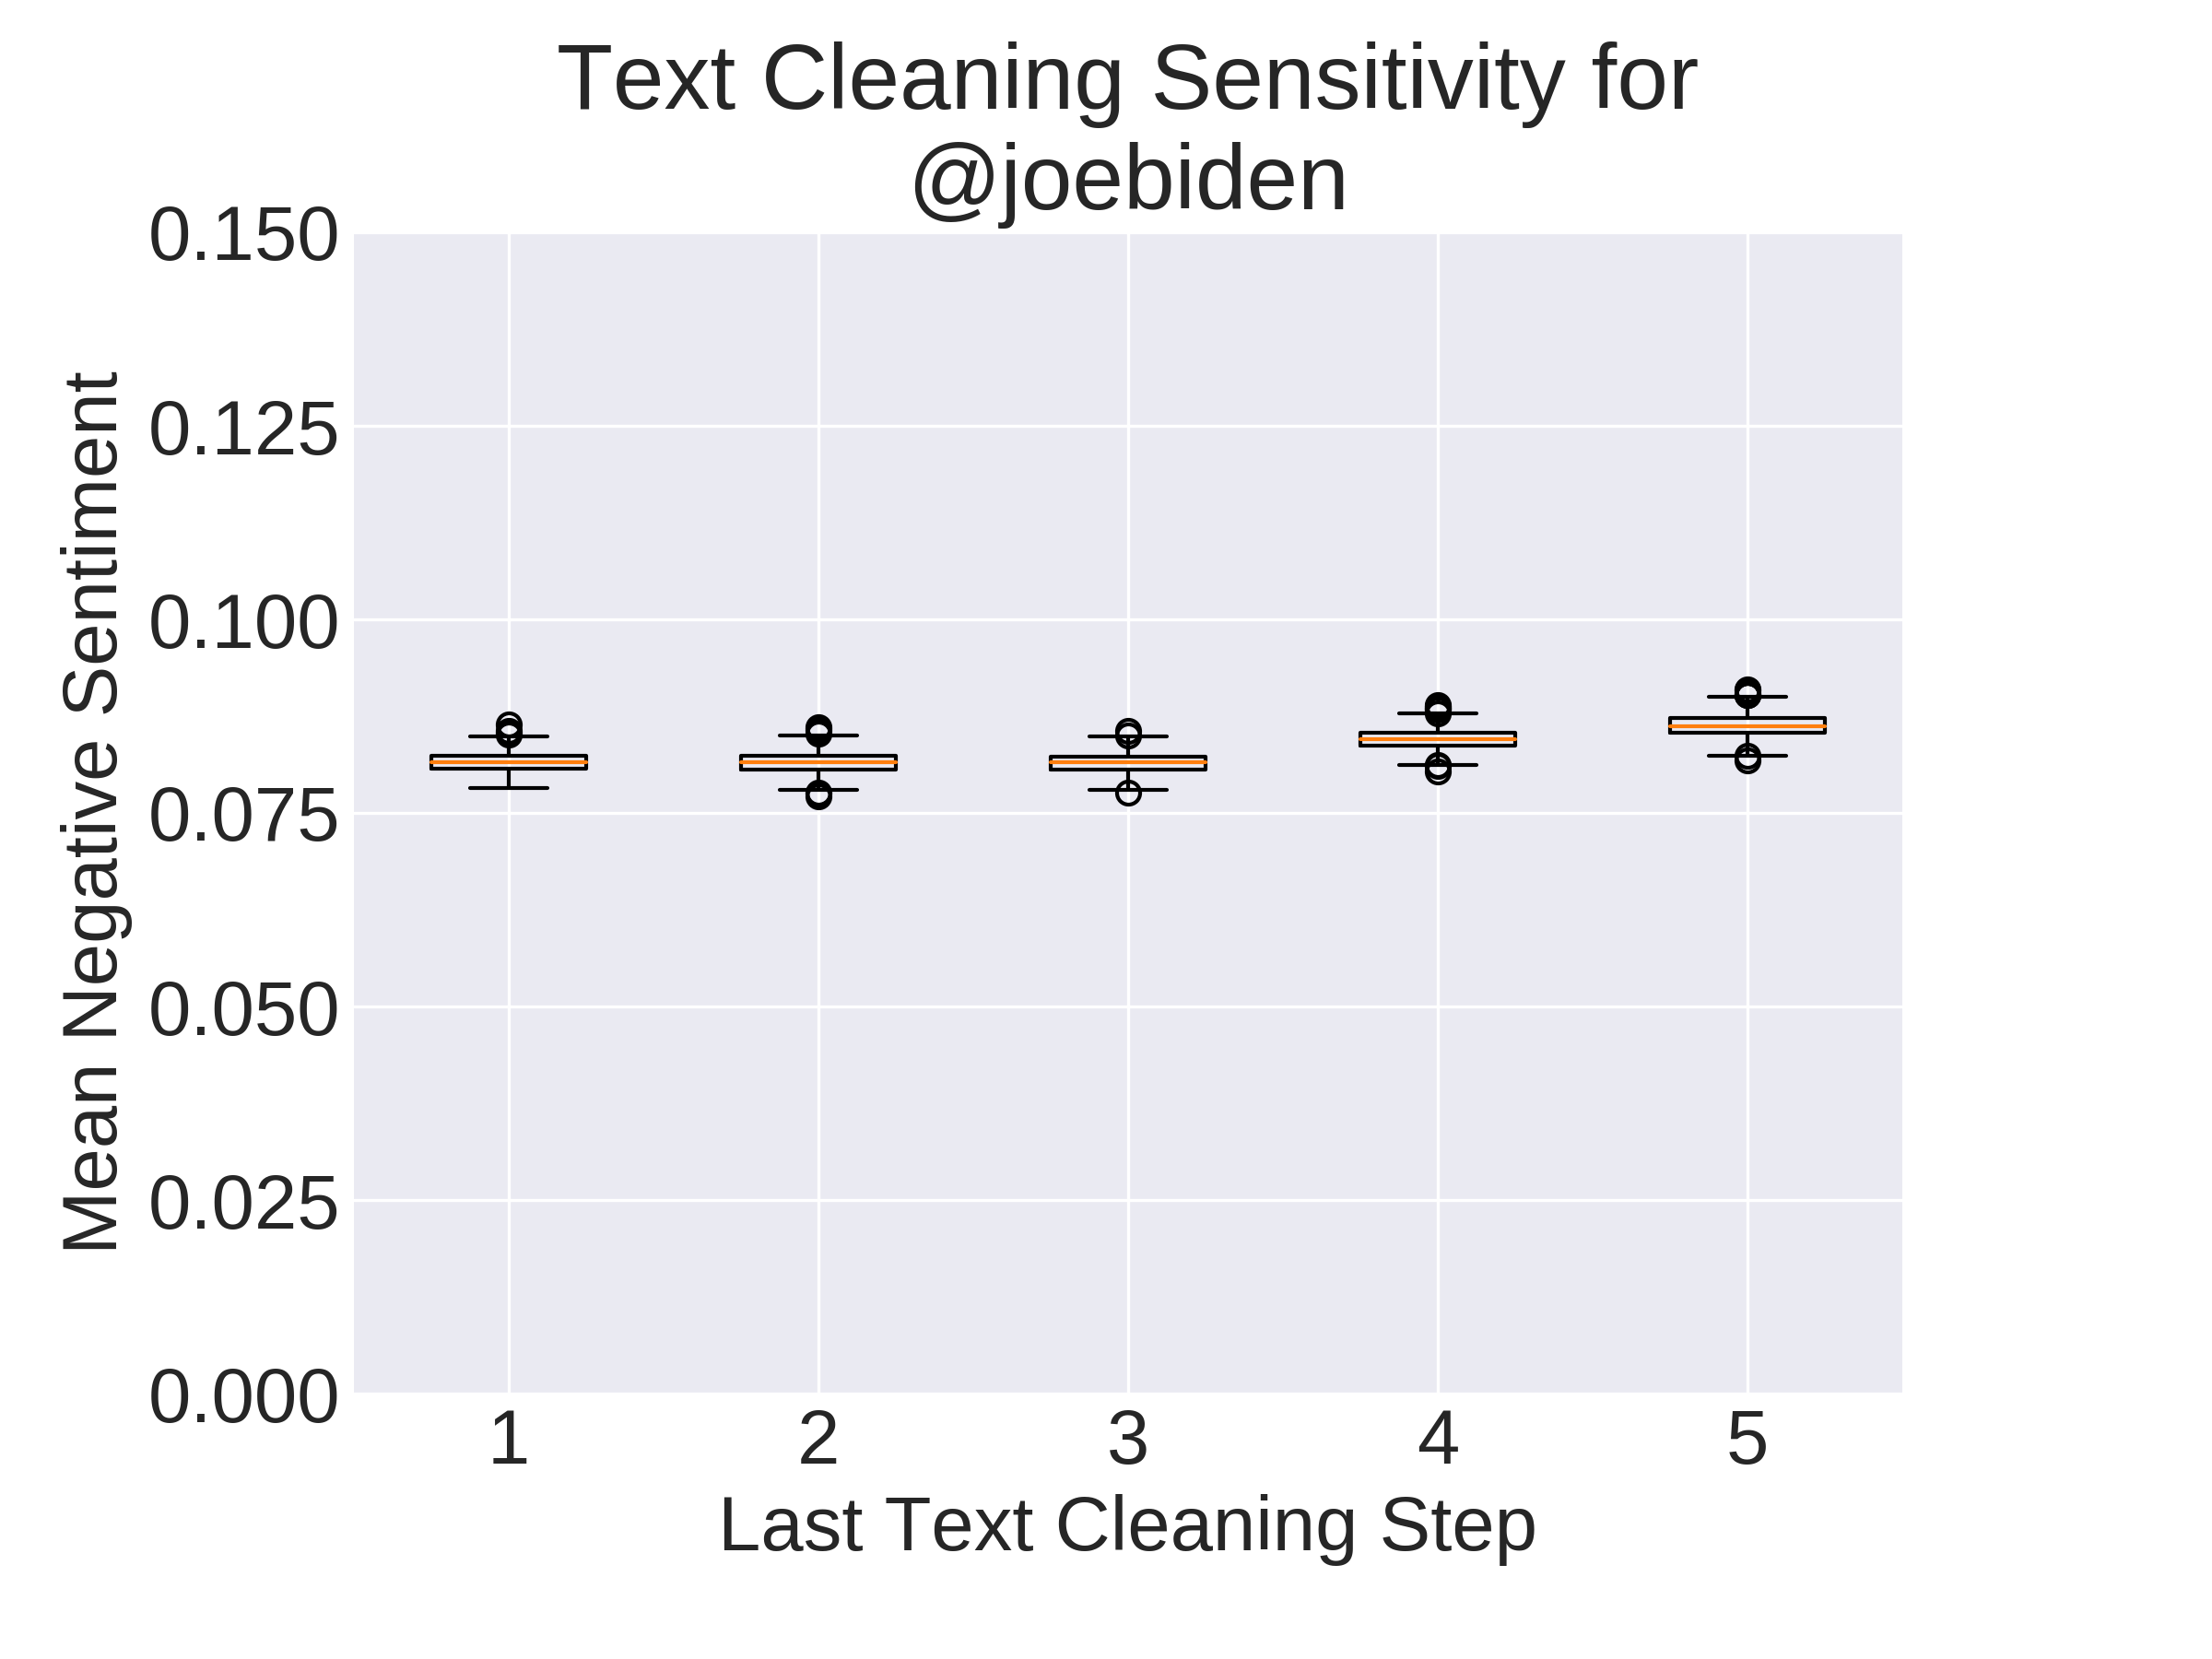 Text Cleaning Sensitivity for
@joebiden
0.150
0.125
0.100
0.075
0.050
0.025
0.000
Mean Negative Sentiment
1 2 3 4 5
Last Text Cleaning Step